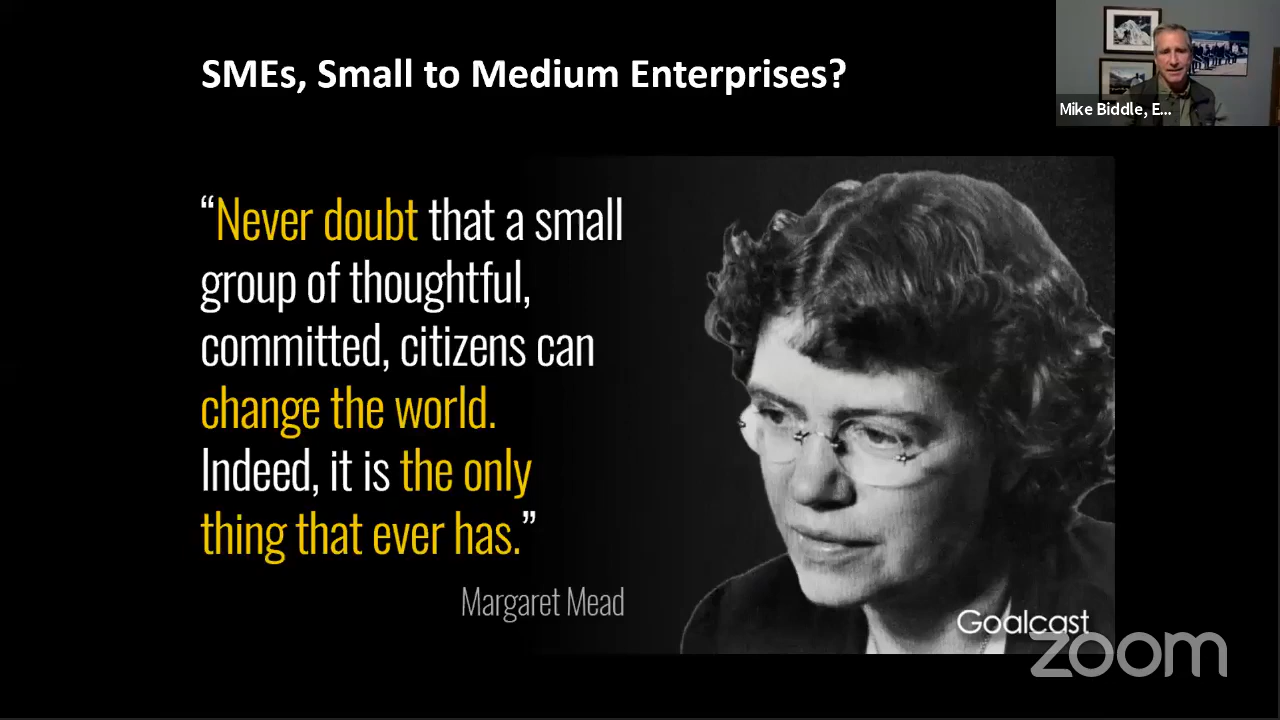 SMEs, Small to Medium Enterprises?
Mike Biddle, E...
“Never doubt that a small
group of thoughtful,
committed, citizens can
change the world.
Indeed, it is the only
thing that ever has.”
Margaret Mead
Goalcast
zoom